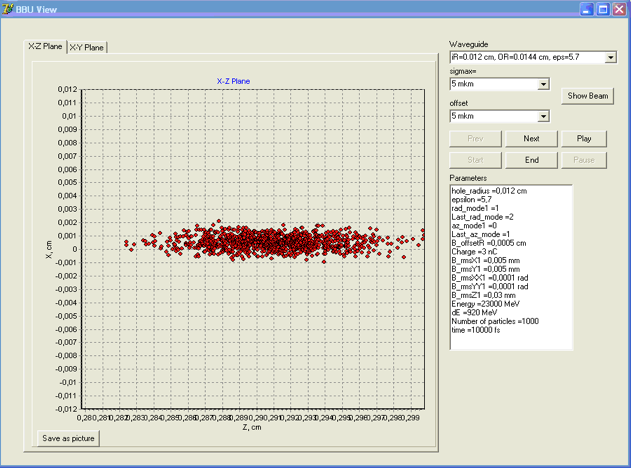 BBU View
X-Z Plane
X-Y Plane
X-Z Plane
0,012
0,011
0,01
0,009
0,008
0,007
0,006
0,005
0,004
0,003
0,002
0,001
0
-0,001
-0,002
-0,003
-0,004
-0,005
-0,006
-0,007
-0,008
-0,009
-0,01
-0,011
-0,012
X, cm
0,280 0,281 0,282 0,283 0,284 0,285 0,286 0,287 0,288 0,289 0,290 0,291 0,292 0,293 0,294 0,295 0,296 0,297 0,298 0,299
Z, cm
Save as picture
Waveguide
iR=0.012 cm, OR=0.0144 cm, eps=5.7
sigmax=
5 mkm
offset
5 mkm
Show Beam
Prev
Next
Play
Start
End
Pause
Parameters
hole_radius =0,012 cm
epsilon =5,7
rad_mode1 =1
Last_rad_mode =2
az_mode1 =0
Last_az_mode =1
B_offsetR =0,0005 cm
Charge =3 nC
B_rmsX1 =0,005 mm
B_rmsY1 =0,005 mm
B_rmsXX1 =0,0001 rad
B_rmsYY1 =0,0001 rad
B_rmsZ1 =0,03 mm
Energy =23000 MeV
dE =920 MeV
Number of particles =1000
time =10000 fs